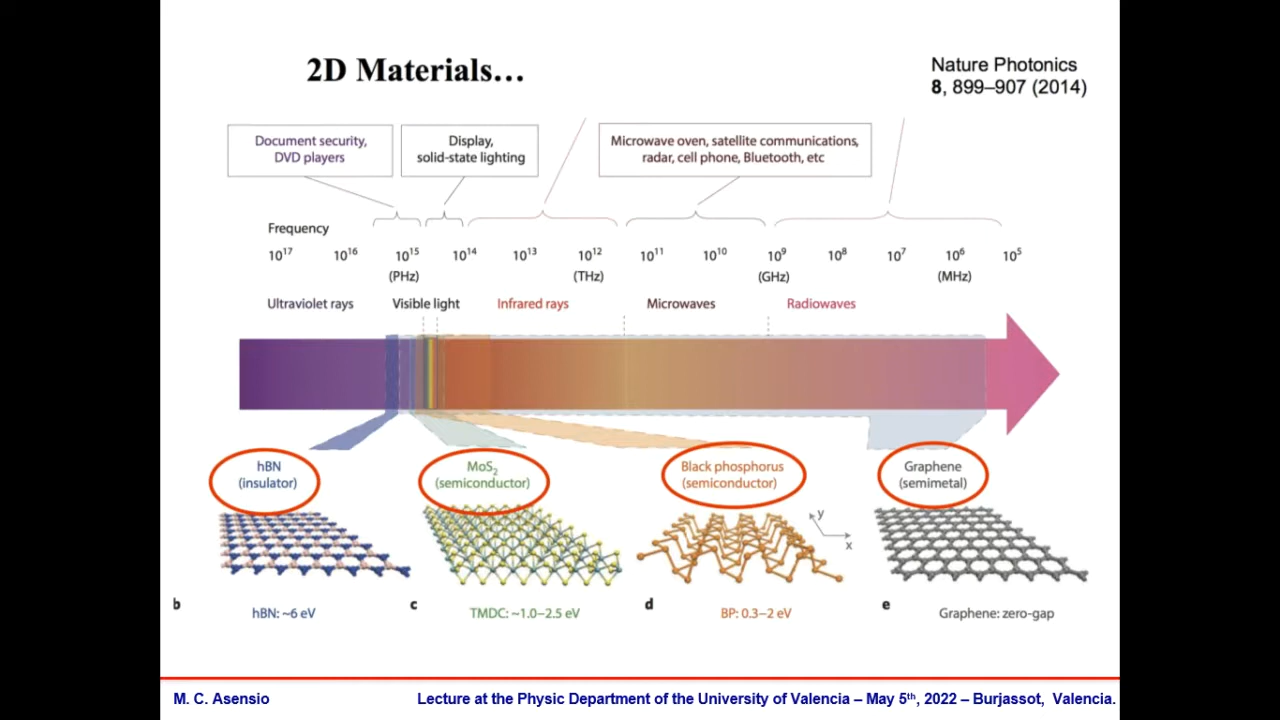 2D Materials...
Nature Photonics
8, 899–907 (2014)
Document security,
DVD players
Display,
solid-state lighting
Microwave oven, satellite communications,
radar, cell phone, Bluetooth, etc
Frequency
10¹⁷ 10¹⁶ 10¹⁵ 10¹⁴ 10¹³ 10¹² 10¹¹ 10¹⁰ 10⁹ 10⁸ 10⁷ 10⁶ 10⁵
(PHz) (THz) (GHz) (MHz)
Ultraviolet rays Visible light Infrared rays Microwaves Radiowaves
hBN
(insulator)
MoS₂
(semiconductor)
Black phosphorus
(semiconductor)
Graphene
(semimetal)
y
x
b hBN: ~6 eV
c TMDC: ~1.0–2.5 eV
d BP: 0.3–2 eV
e Graphene: zero-gap
M. C. Asensio Lecture at the Physic Department of the University of Valencia – May 5th, 2022 – Burjassot, Valencia.